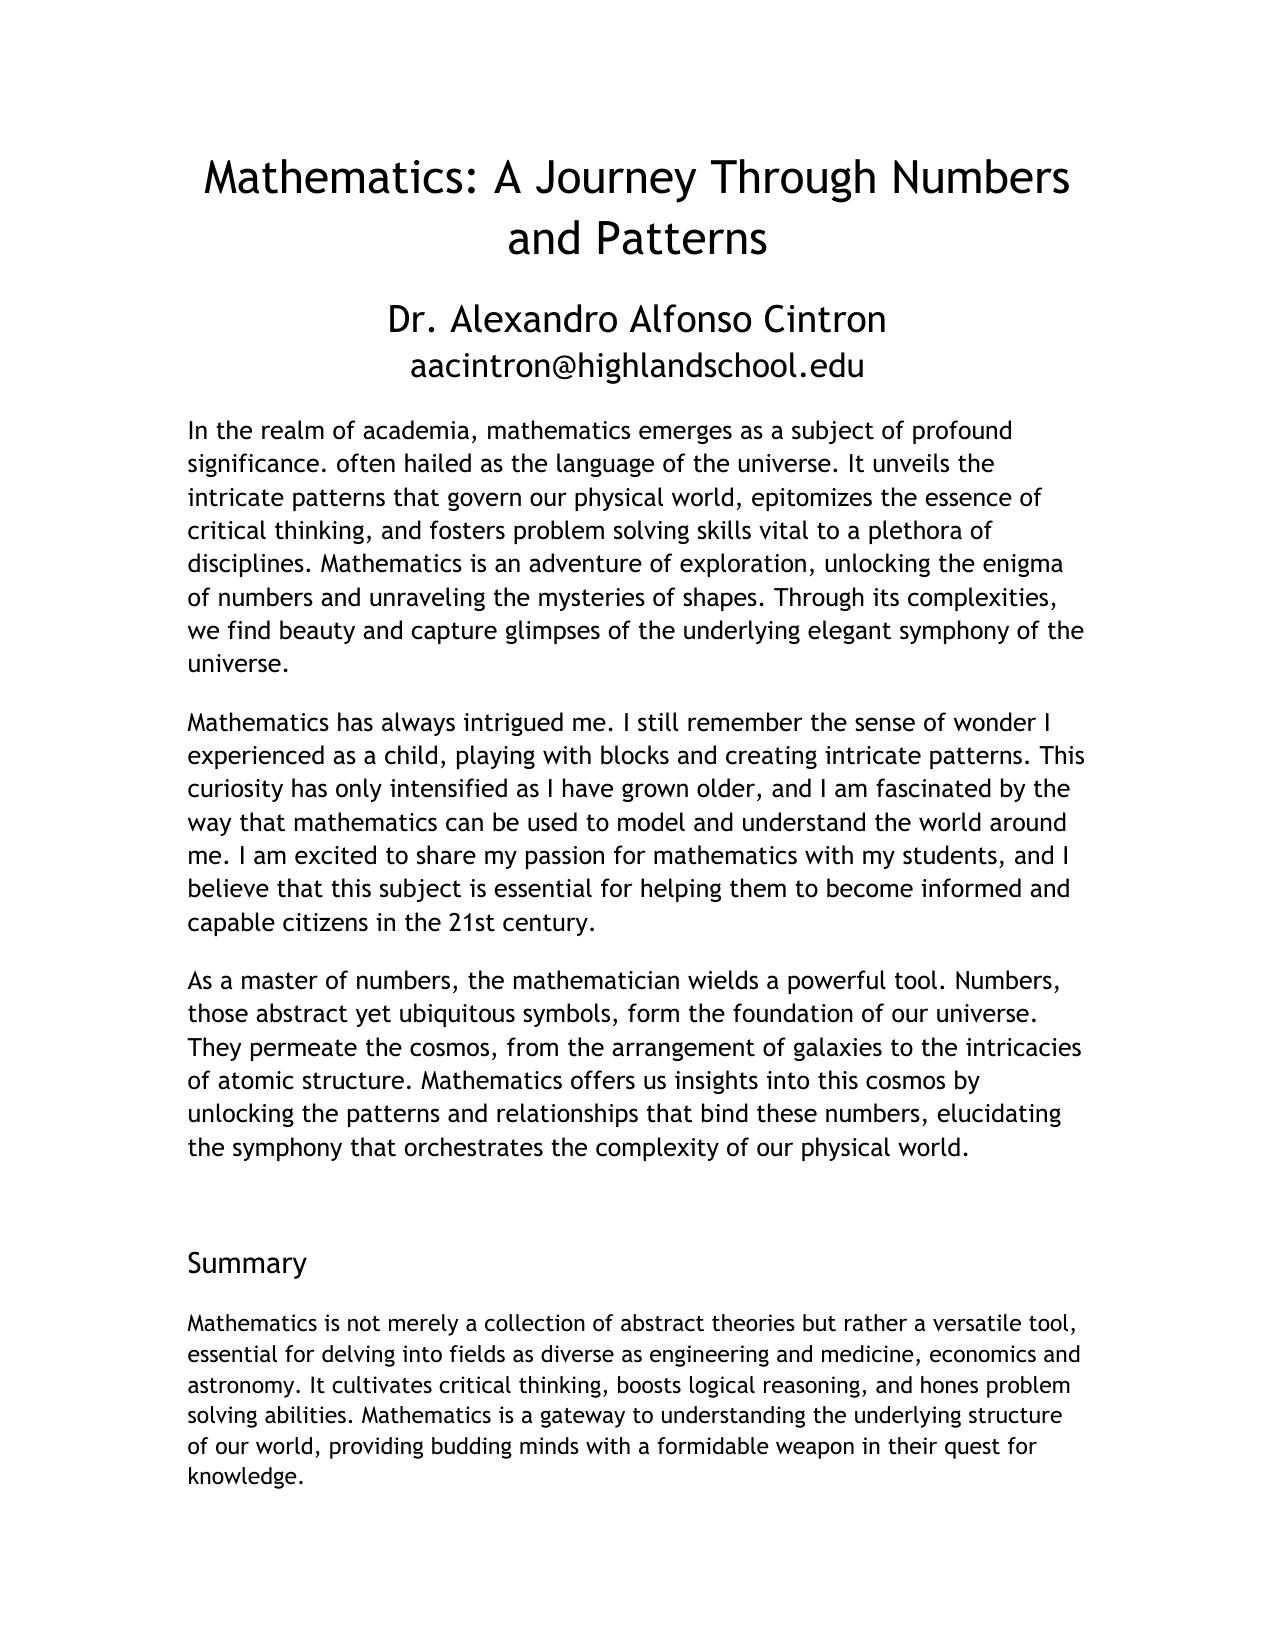 Mathematics: A Journey Through Numbers
and Patterns
Dr. Alexandro Alfonso Cintron
aacintron@highlandschool.edu
In the realm of academia, mathematics emerges as a subject of profound
significance. often hailed as the language of the universe. It unveils the
intricate patterns that govern our physical world, epitomizes the essence of
critical thinking, and fosters problem solving skills vital to a plethora of
disciplines. Mathematics is an adventure of exploration, unlocking the enigma
of numbers and unraveling the mysteries of shapes. Through its complexities,
we find beauty and capture glimpses of the underlying elegant symphony of the
universe.
Mathematics has always intrigued me. I still remember the sense of wonder I
experienced as a child, playing with blocks and creating intricate patterns. This
curiosity has only intensified as I have grown older, and I am fascinated by the
way that mathematics can be used to model and understand the world around
me. I am excited to share my passion for mathematics with my students, and I
believe that this subject is essential for helping them to become informed and
capable citizens in the 21st century.
As a master of numbers, the mathematician wields a powerful tool. Numbers,
those abstract yet ubiquitous symbols, form the foundation of our universe.
They permeate the cosmos, from the arrangement of galaxies to the intricacies
of atomic structure. Mathematics offers us insights into this cosmos by
unlocking the patterns and relationships that bind these numbers, elucidating
the symphony that orchestrates the complexity of our physical world.
Summary
Mathematics is not merely a collection of abstract theories but rather a versatile tool,
essential for delving into fields as diverse as engineering and medicine, economics and
astronomy. It cultivates critical thinking, boosts logical reasoning, and hones problem
solving abilities. Mathematics is a gateway to understanding the underlying structure
of our world, providing budding minds with a formidable weapon in their quest for
knowledge.